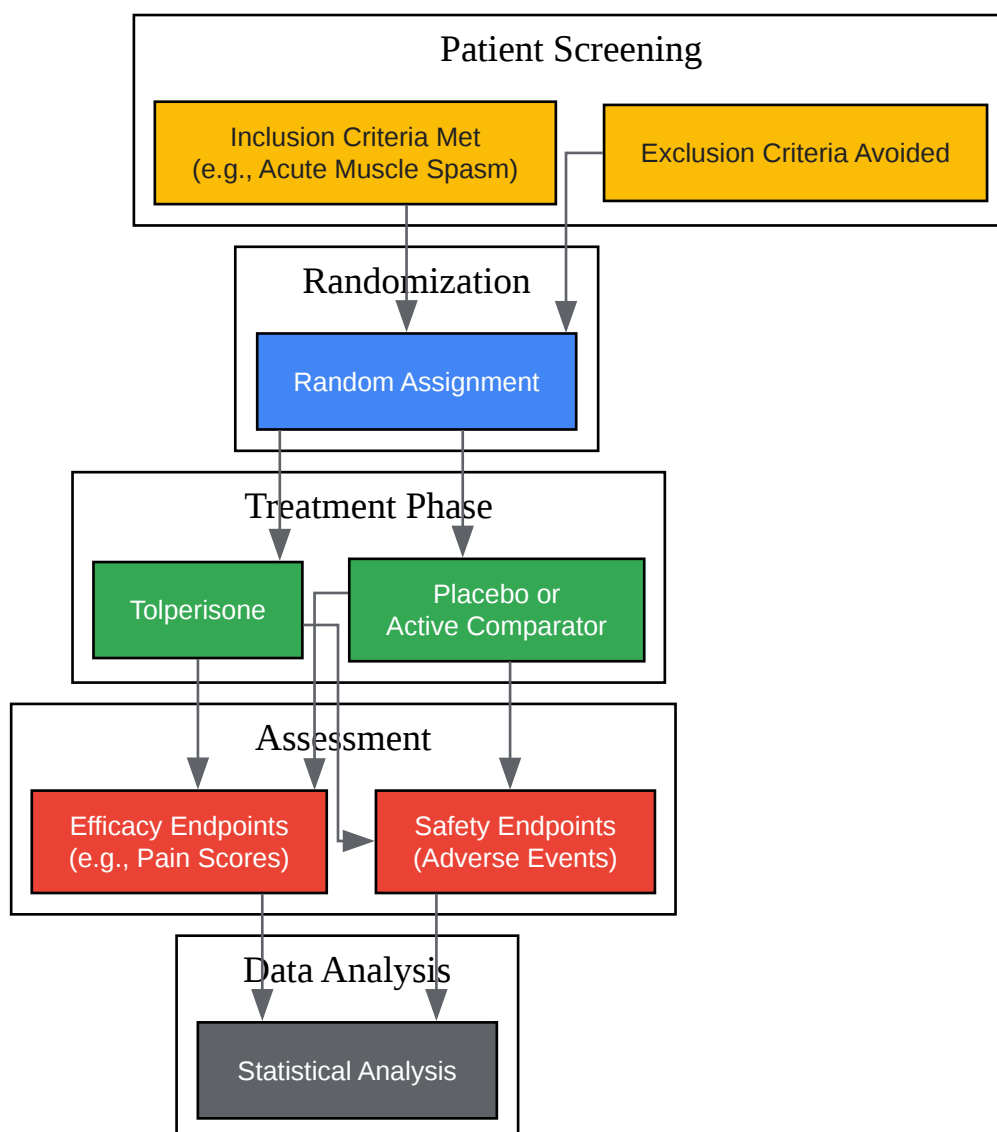 Patient Screening
Inclusion Criteria Met
(e.g., Acute Muscle Spasm)
Exclusion Criteria Avoided
Randomization
Random Assignment
Treatment Phase
Tolperisone
Placebo or
Active Comparator
Assessment
Efficacy Endpoints
(e.g., Pain Scores)
Safety Endpoints
(Adverse Events)
Data Analysis
Statistical Analysis